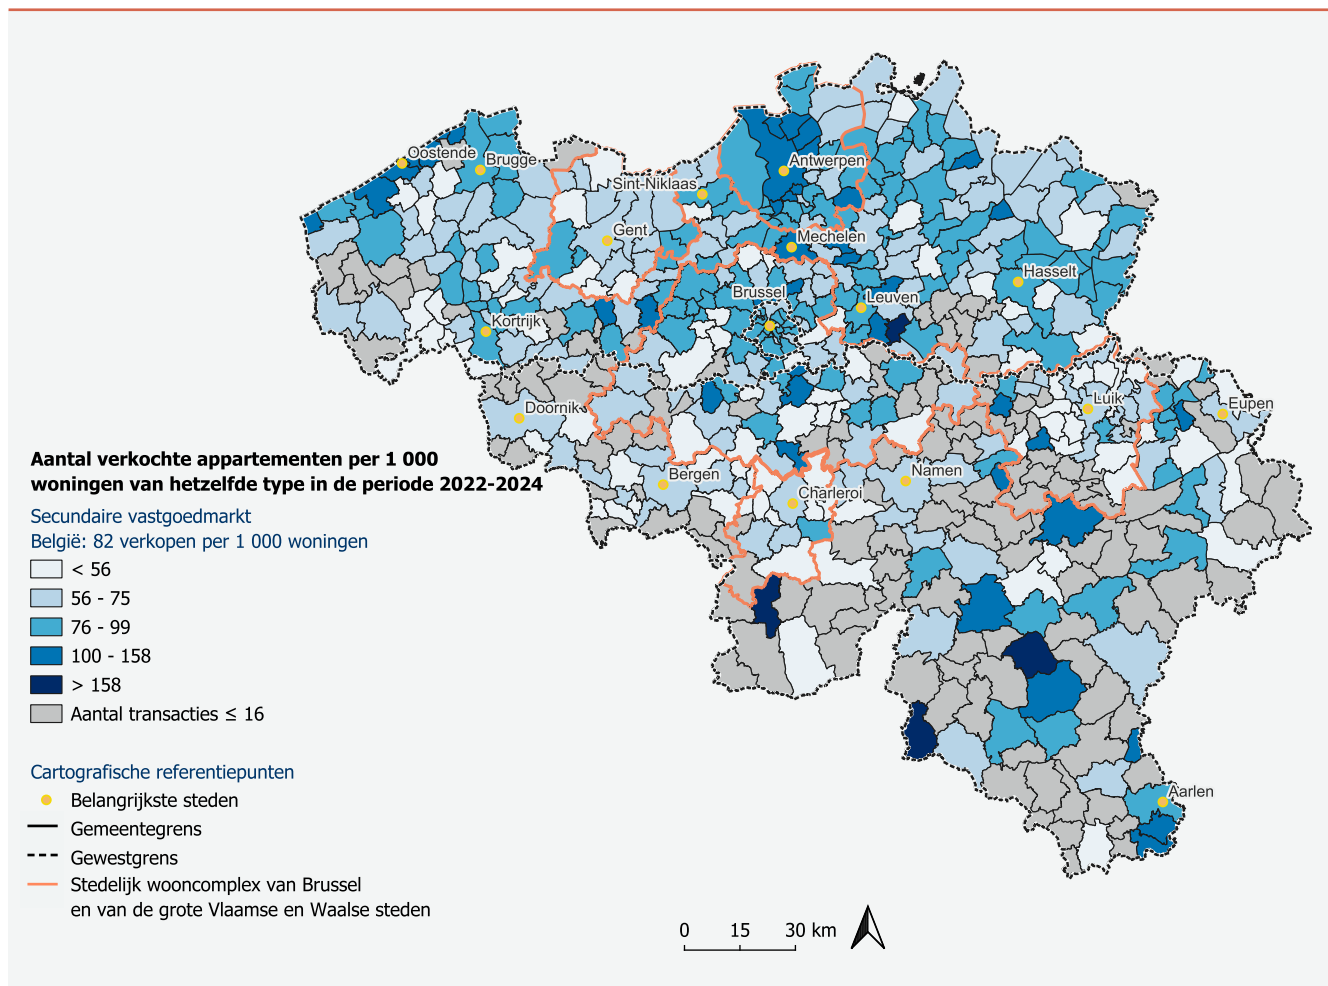 Oostende
Brugge
Antwerpen
Sint-Niklaas
Gent
Mechelen
Hasselt
Brussel
Leuven
Kortrijk
Doornik
Luik
Eupen
Bergen
Namen
Charleroi
Aarlen
Aantal verkochte appartementen per 1 000
woningen van hetzelfde type in de periode 2022-2024
Secundaire vastgoedmarkt
België: 82 verkopen per 1 000 woningen
< 56
56 - 75
76 - 99
100 - 158
> 158
Aantal transacties ≤ 16
Cartografische referentiepunten
Belangrijkste steden
Gemeentegrens
Gewestgrens
Stedelijk wooncomplex van Brussel
en van de grote Vlaamse en Waalse steden
0 15 30 km